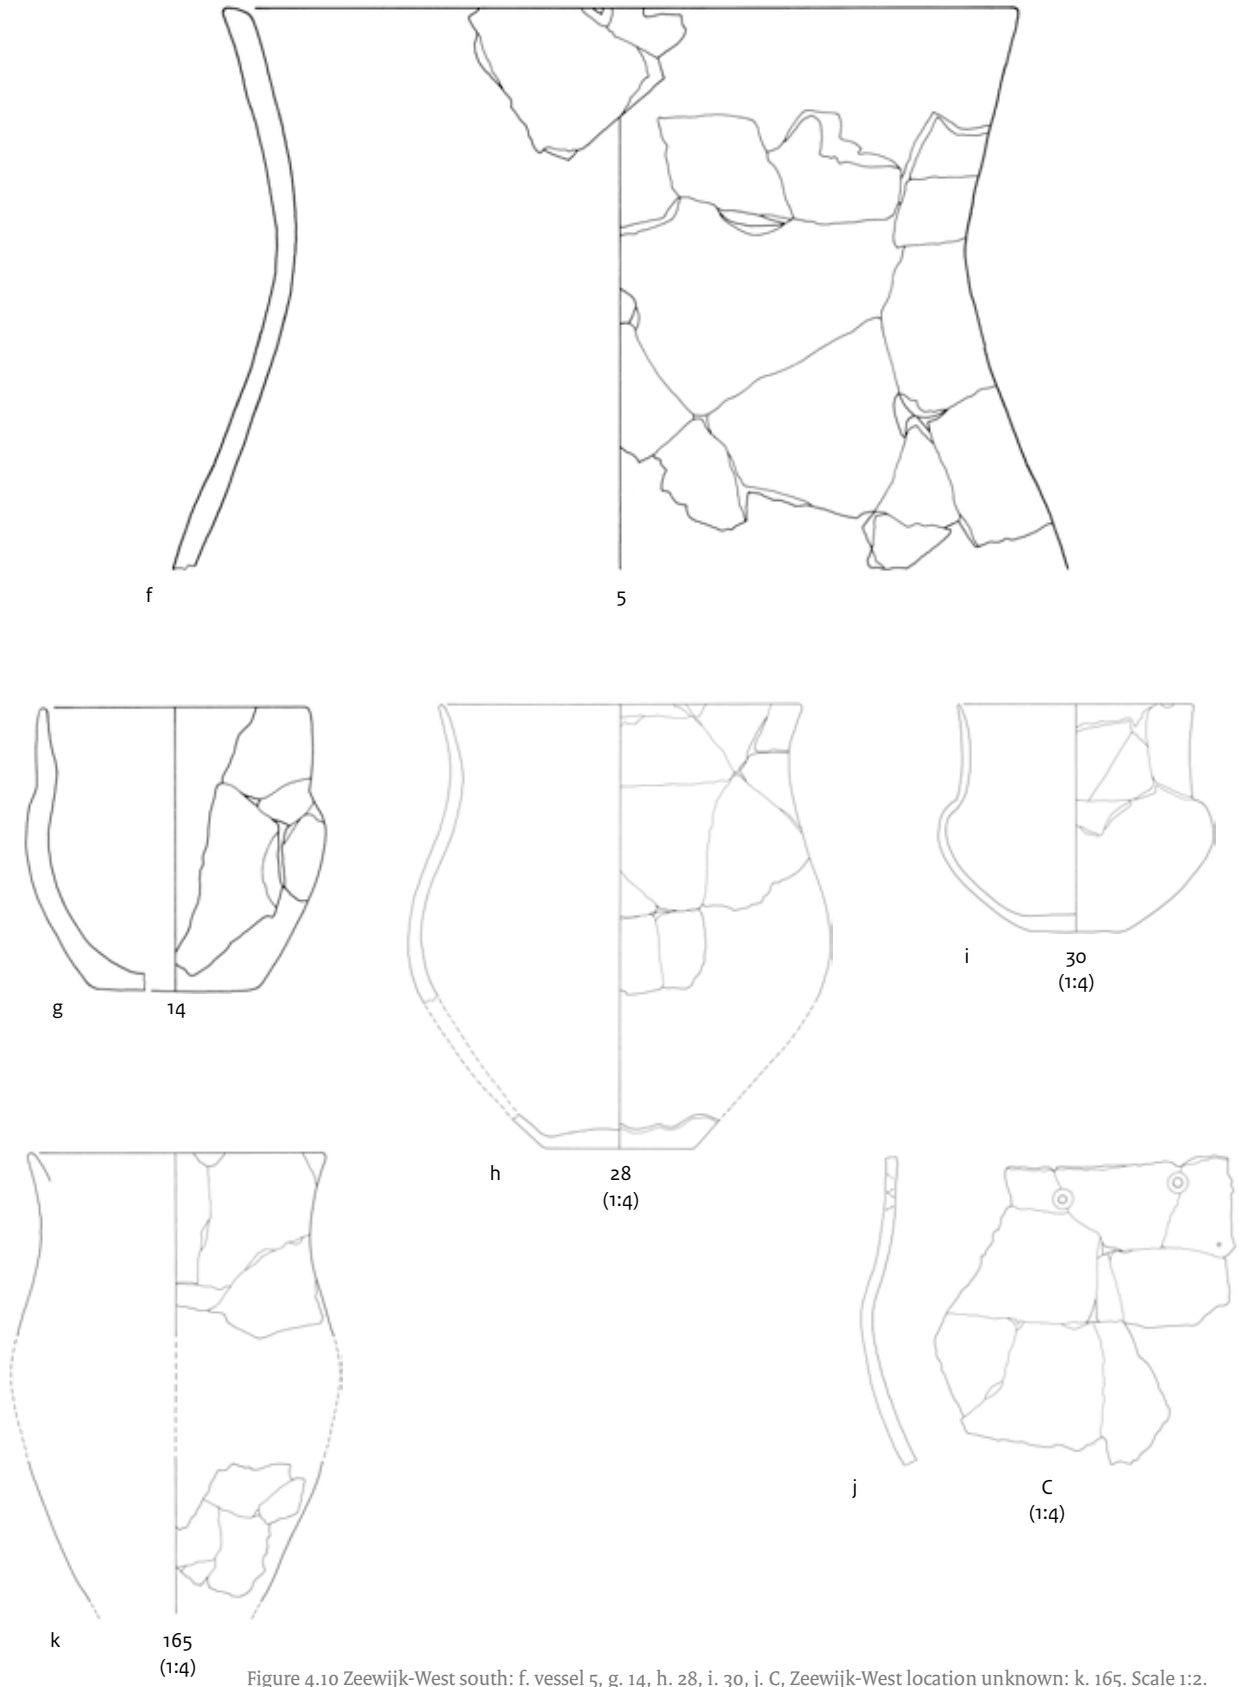 f
5
g
14
h
28
(1:4)
i
30
(1:4)
j
C
(1:4)
k
165
(1:4)
Figure 4.10 Zeewijk-West south: f. vessel 5, g. 14, h. 28, i. 30, j. C, Zeewijk-West location unknown: k. 165. Scale 1:2.